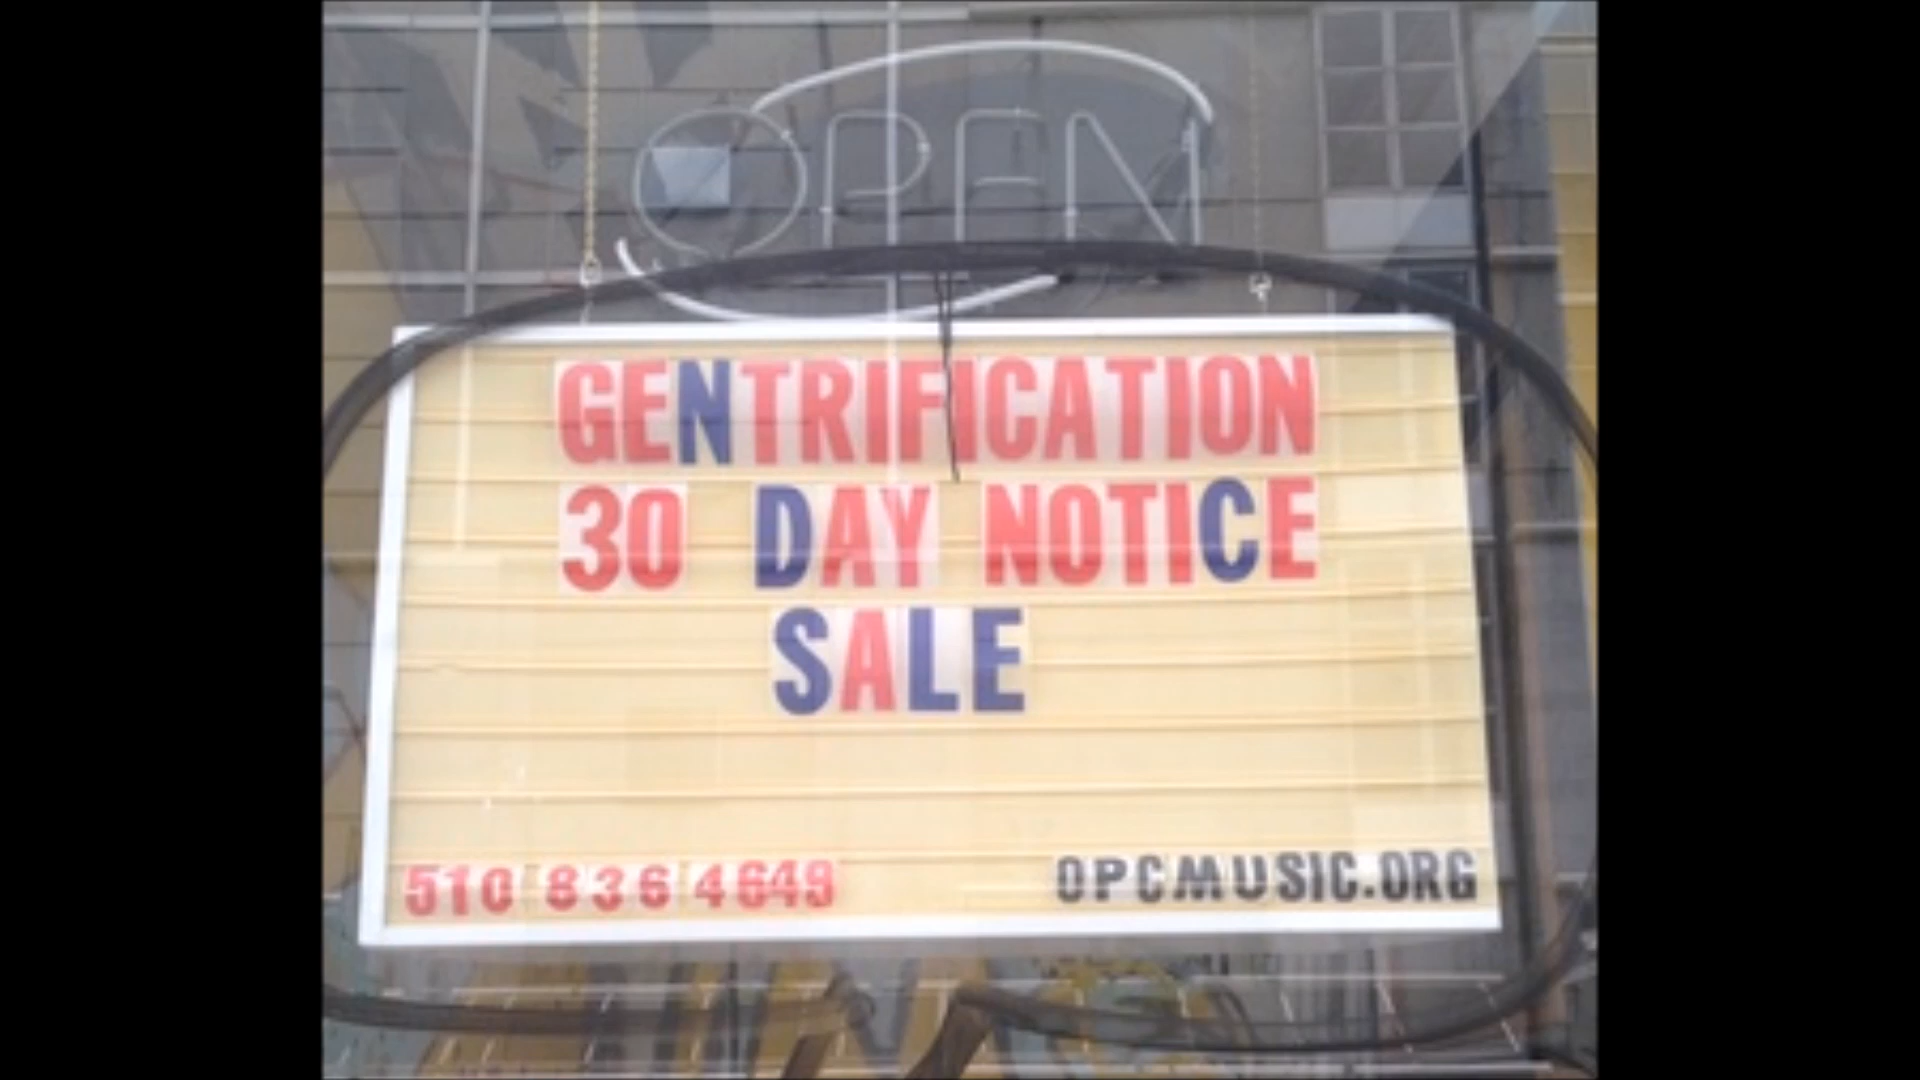 OPEN
GENTRIFICATION
30 DAY NOTICE
SALE
510 836 4649 OPCMUSIC.ORG